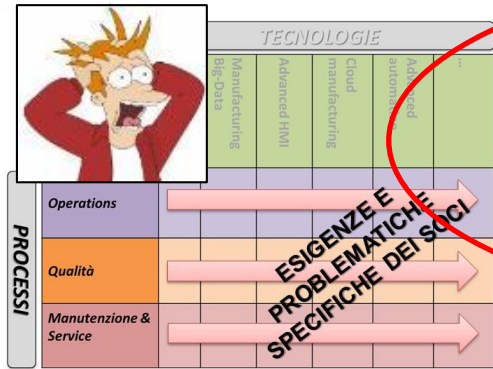 TECNOLOGIE
Manufacturing
Big-Data
Advanced HMI
Cloud
manufacturing
Advanced
automation
...
PROCESSI
Operations
Qualità
Manutenzione &
Service
ESIGENZE E
PROBLEMATICHE
SPECIFICHE DEI SOCI